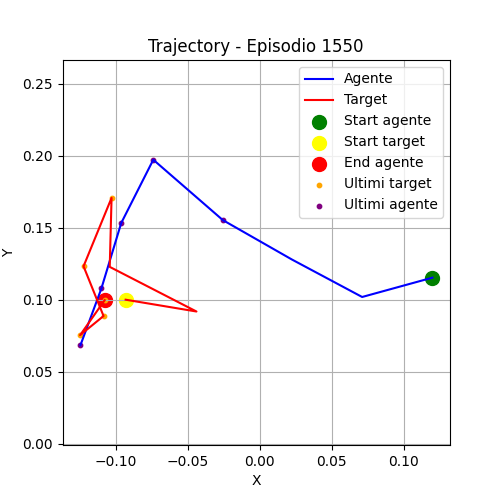 Trajectory - Episodio 1550
Agente
Target
Start agente
Start target
End agente
Ultimi target
Ultimi agente
0.25
0.20
0.15
0.10
0.05
0.00
Y
−0.10
−0.05
0.00
0.05
0.10
X